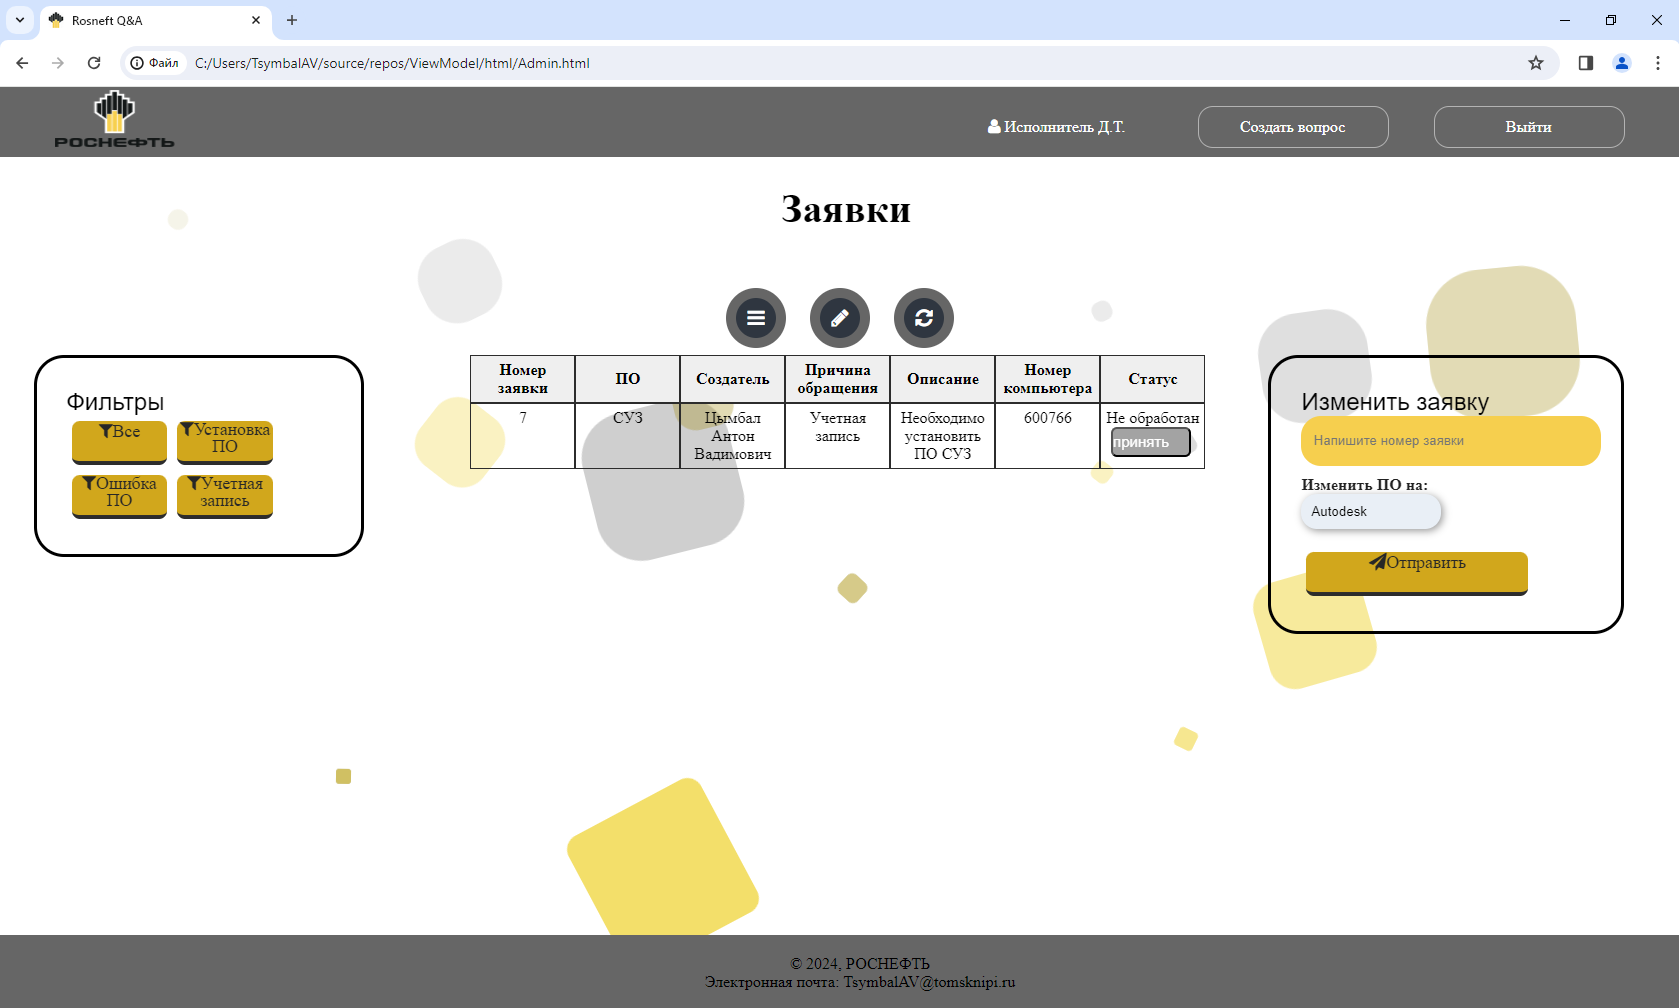 Rosneft Q&A
Файл
C:/Users/TsymbalAV/source/repos/ViewModel/html/Admin.html
РОСНЕФТЬ
Исполнитель Д.Т.
Создать вопрос
Выйти
Заявки
Фильтры
Все
Установка
ПО
Ошибка
ПО
Учетная
запись
Номер
заявки
ПО
Создатель
Причина
обращения
Описание
Номер
компьютера
Статус
7
СУЗ
Цымбал
Антон
Вадимович
Учетная
запись
Необходимо
установить
ПО СУЗ
600766
Не обработан
принять
Изменить заявку
Напишите номер заявки
Изменить ПО на:
Autodesk
Отправить
© 2024, РОСНЕФТЬ
Электронная почта: TsymbalAV@tomsknipi.ru